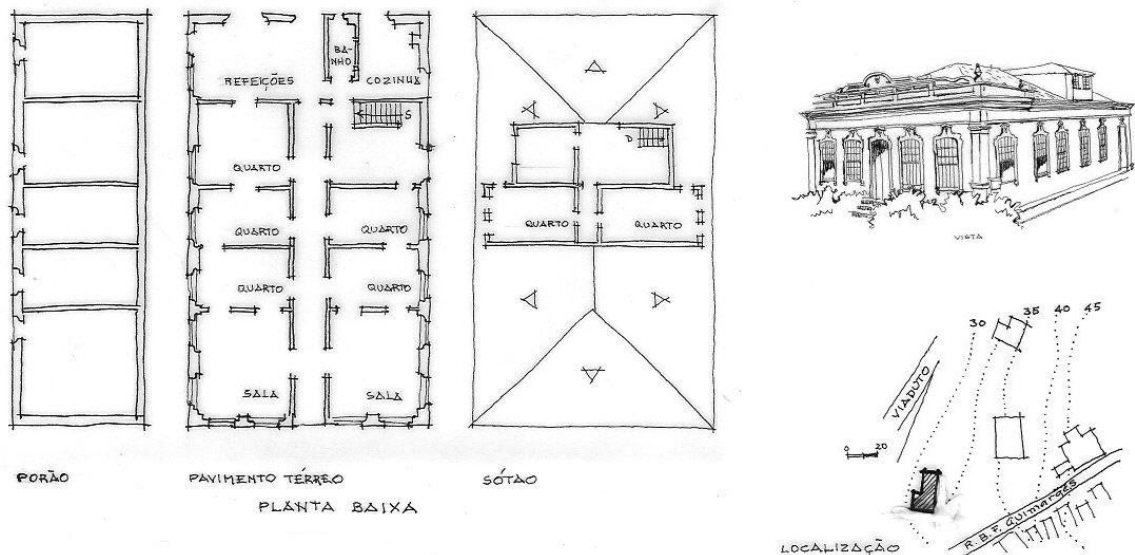 REFEIÇÕES
BA-
NHO
COZINHA
S
QUARTO
QUARTO
QUARTO
QUARTO
QUARTO
SALA
SALA
D
QUARTO
QUARTO
PORÃO
PAVIMENTO TÉRREO
SÓTAO
PLANTA BAIXA
VISTA
30
35
40
45
VIADUTO
0
20
R. B. F. GUIMARÃES
LOCALIZAÇÃO